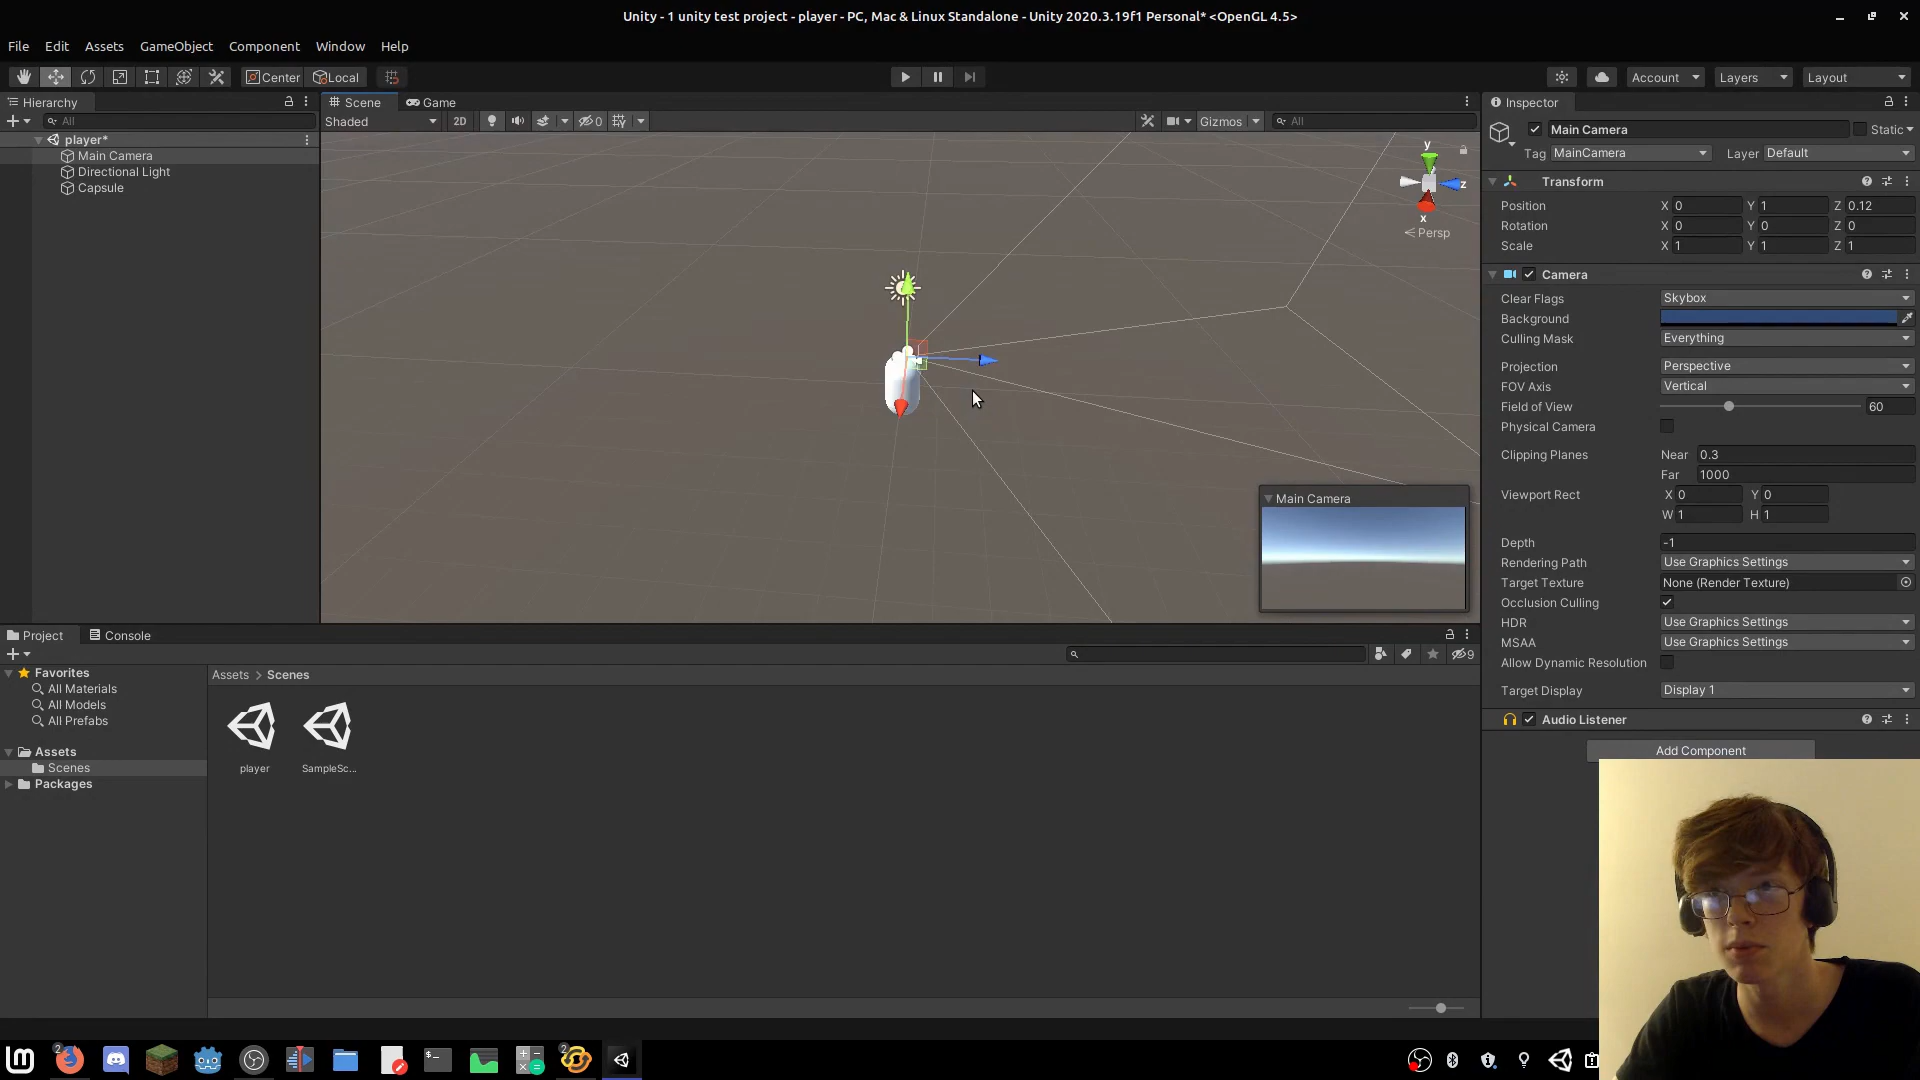 Unity - 1 unity test project - player - PC, Mac & Linux Standalone - Unity 2020.3.19f1 Personal* <OpenGL 4.5>
File Edit Assets GameObject Component Window Help
Center Local Account Layers Layout
Hierarchy
All
player*
Main Camera
Directional Light
Capsule
Scene Game
Shaded 2D 0 Gizmos All
y
z
x
Persp
Main Camera
Inspector
Main Camera Static
Tag MainCamera Layer Default
Transform
Position X 0 Y 1 Z 0.12
Rotation X 0 Y 0 Z 0
Scale X 1 Y 1 Z 1
Camera
Clear Flags Skybox
Background
Culling Mask Everything
Projection Perspective
FOV Axis Vertical
Field of View 60
Physical Camera
Clipping Planes Near 0.3
Far 1000
Viewport Rect X 0 Y 0
W 1 H 1
Depth -1
Rendering Path Use Graphics Settings
Target Texture None (Render Texture)
Occlusion Culling
HDR Use Graphics Settings
MSAA Use Graphics Settings
Allow Dynamic Resolution
Target Display Display 1
Audio Listener
Add Component
Project Console
9
Favorites
All Materials
All Models
All Prefabs
Assets
Scenes
Packages
Assets > Scenes
player SampleSc...
2 2